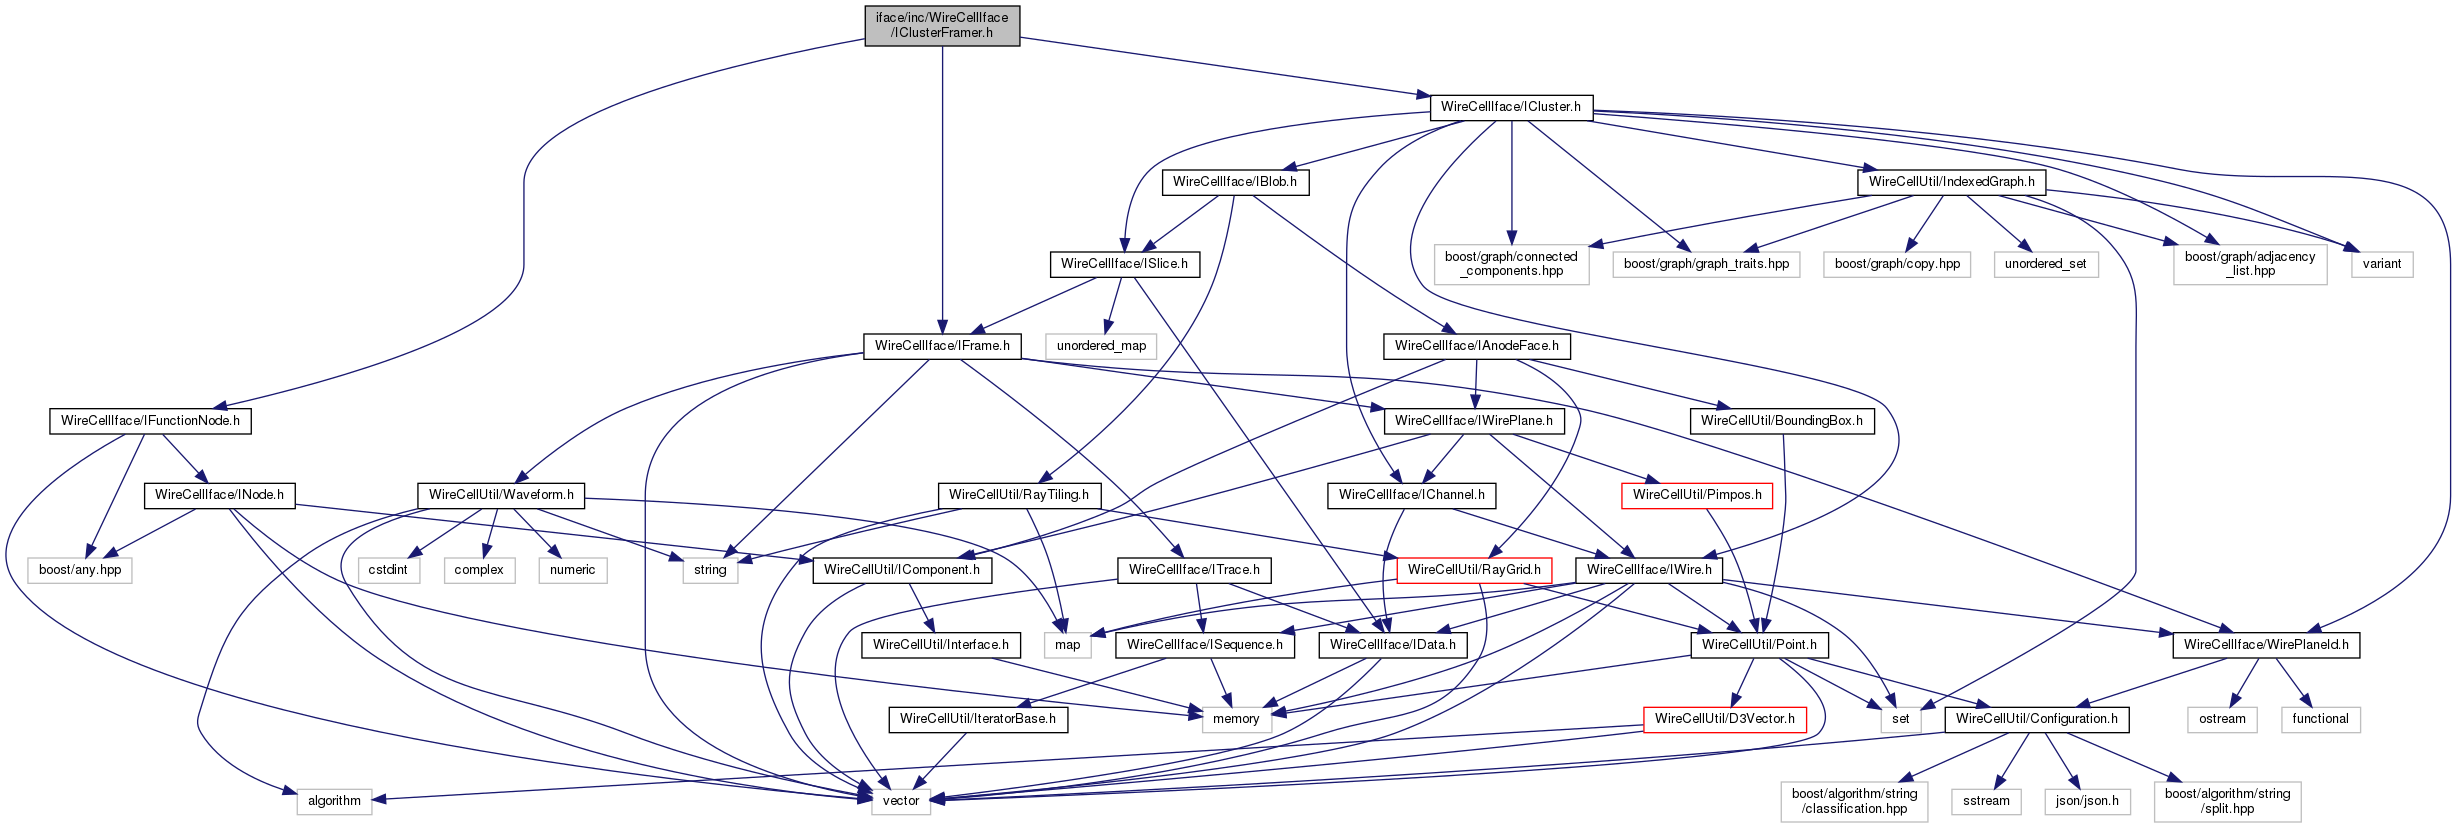 iface/inc/WireCellIface
/IClusterFramer.h
WireCellIface/ICluster.h
WireCellIface/IBlob.h
WireCellUtil/IndexedGraph.h
WireCellIface/ISlice.h
boost/graph/connected
_components.hpp
boost/graph/graph_traits.hpp
boost/graph/copy.hpp
unordered_set
boost/graph/adjacency
_list.hpp
variant
WireCellIface/IFrame.h
unordered_map
WireCellIface/IAnodeFace.h
WireCellIface/IFunctionNode.h
WireCellIface/IWirePlane.h
WireCellUtil/BoundingBox.h
WireCellIface/INode.h
WireCellUtil/Waveform.h
WireCellUtil/RayTiling.h
WireCellIface/IChannel.h
WireCellUtil/Pimpos.h
boost/any.hpp
cstdint
complex
numeric
string
WireCellUtil/IComponent.h
WireCellIface/ITrace.h
WireCellUtil/RayGrid.h
WireCellIface/IWire.h
WireCellUtil/Interface.h
map
WireCellIface/ISequence.h
WireCellIface/IData.h
WireCellUtil/Point.h
WireCellIface/WirePlaneId.h
WireCellUtil/IteratorBase.h
memory
WireCellUtil/D3Vector.h
set
WireCellUtil/Configuration.h
ostream
functional
algorithm
vector
boost/algorithm/string
/classification.hpp
sstream
json/json.h
boost/algorithm/string
/split.hpp